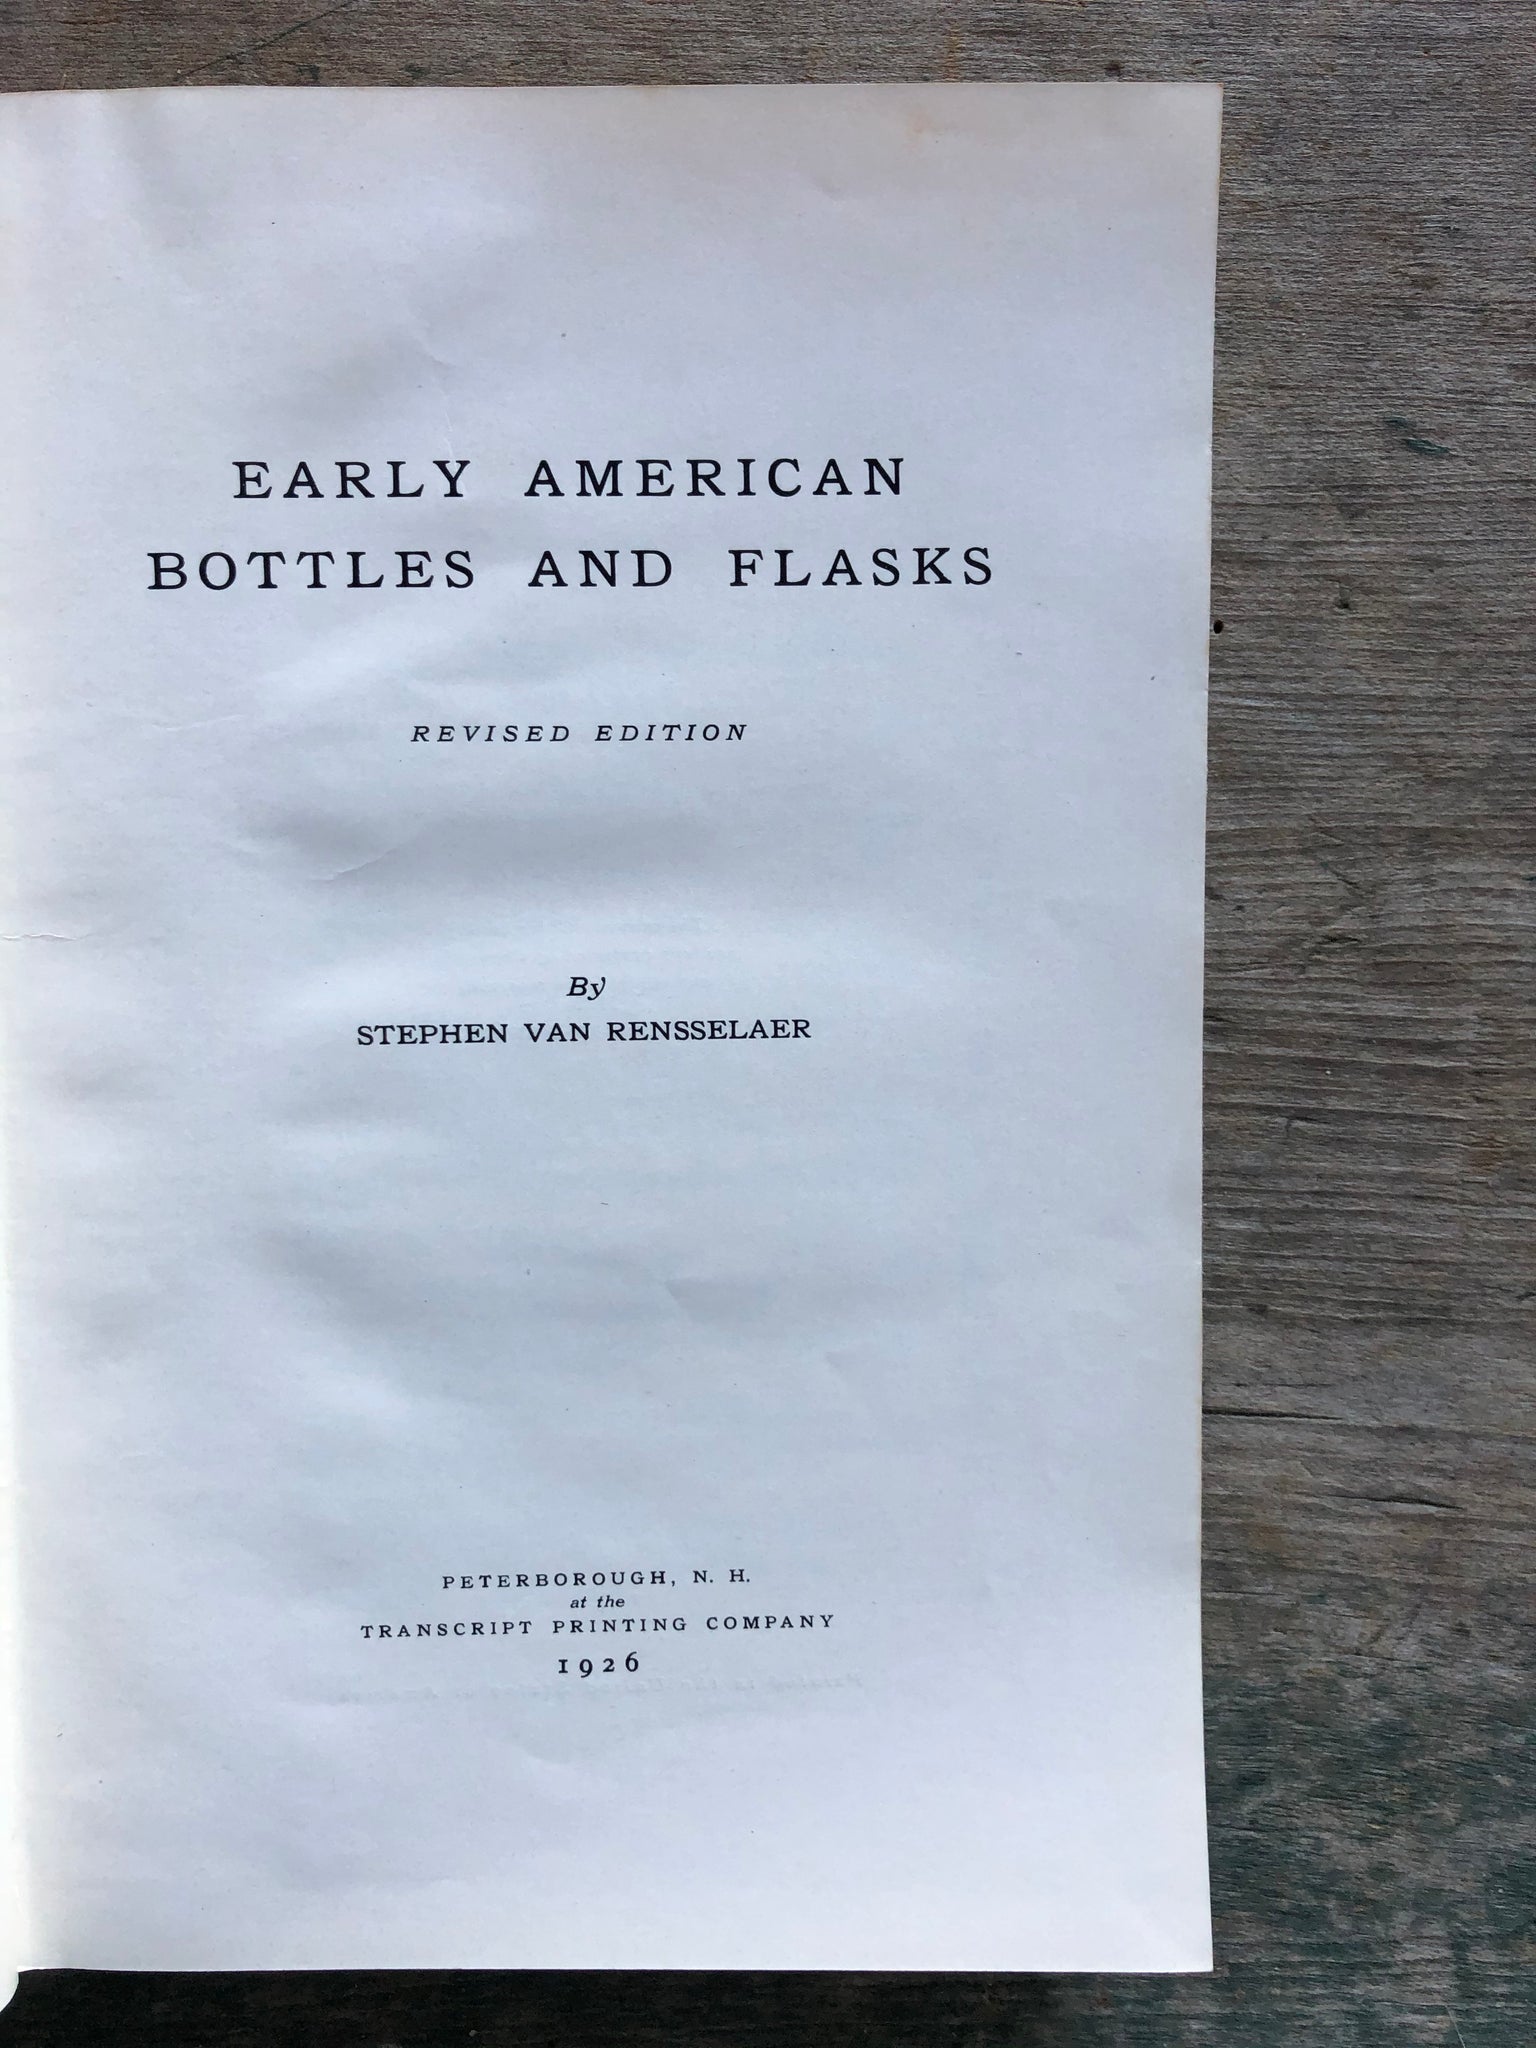 EARLY AMERICAN
BOTTLES AND FLASKS
REVISED EDITION
By
STEPHEN VAN RENSSELAER
PETERBOROUGH, N. H.
at the
TRANSCRIPT PRINTING COMPANY
1926